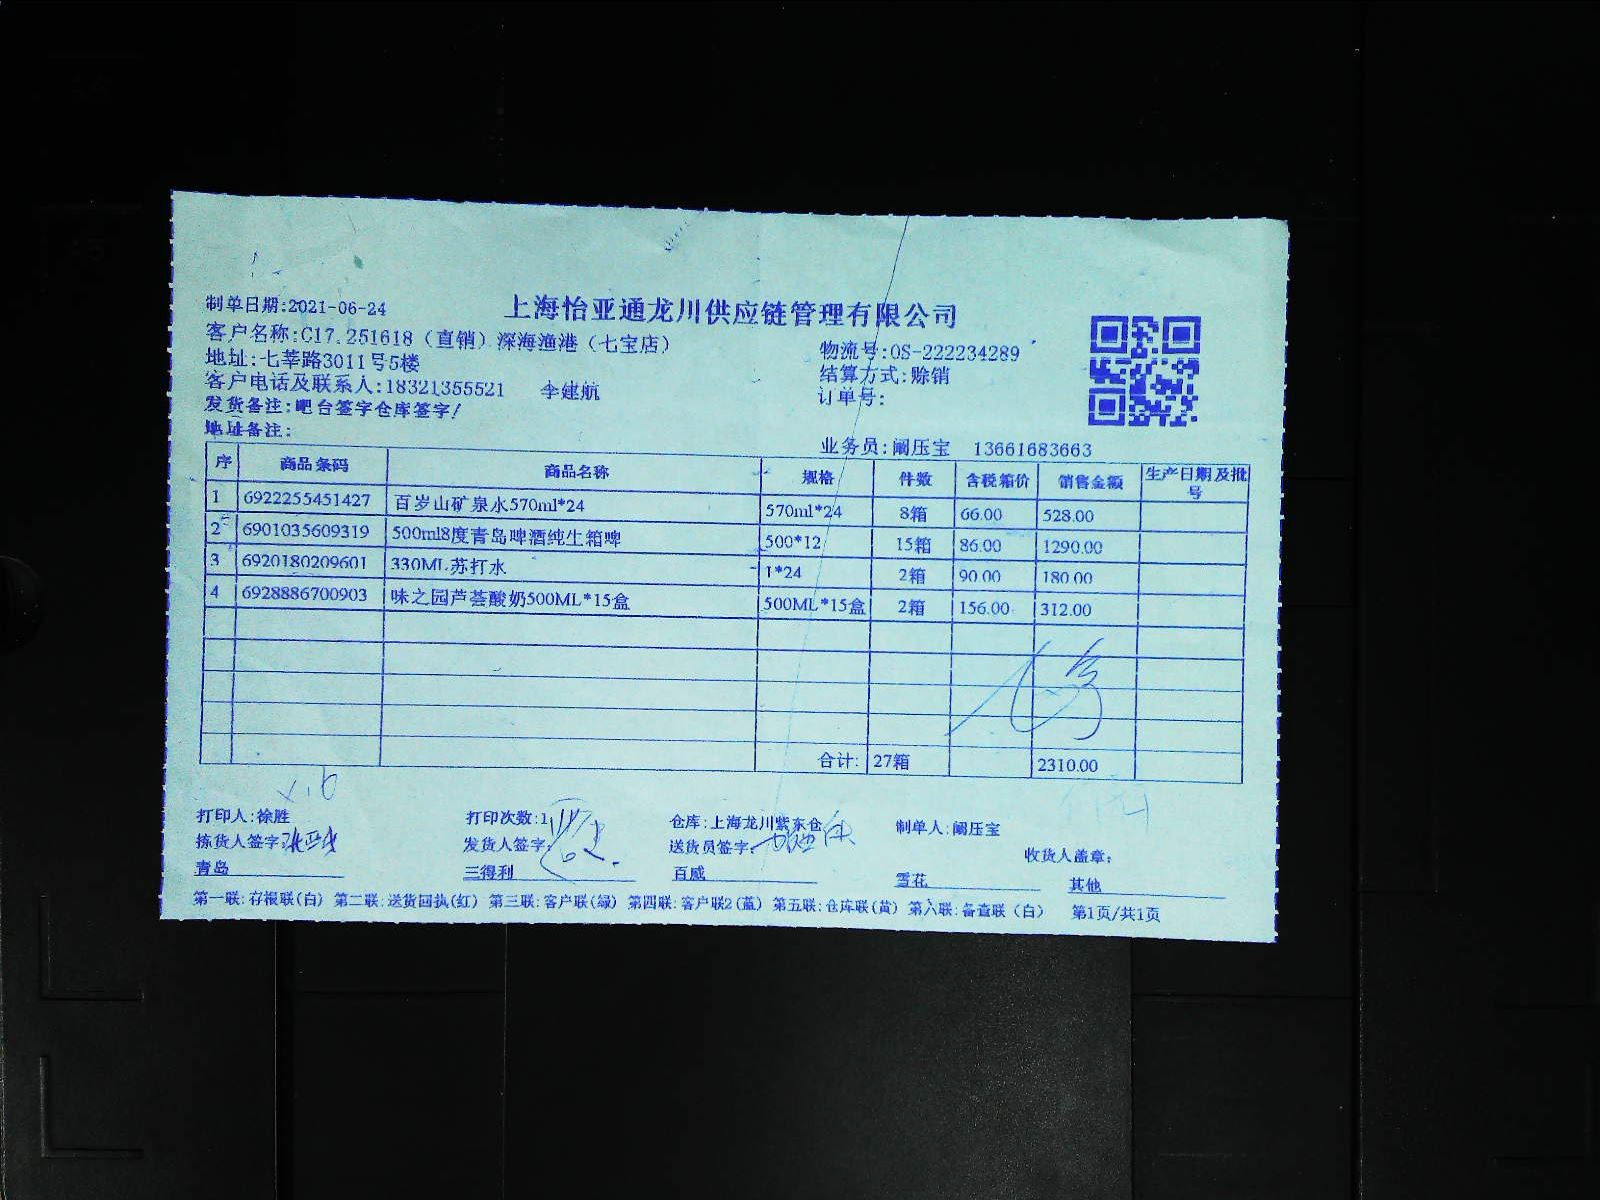 上海怡亚通龙川供应链管理有限公司
制单日期:2021-06-24
客户名称:C17.251618（直销）深海渔港（七宝店）
物流号:OS-222234289
地址:七莘路3011号5楼
结算方式:赊销
客户电话及联系人:18321355521 李建航
订单号:
发货备注:吧台签字仓库签字!
地址备注:
业务员:阚压宝 13661683663
序 商品条码 商品名称 规格 件数 含税箱价 销售金额 生产日期及批号
1 6922255451427 百岁山矿泉水570ml*24 570ml*24 8箱 66.00 528.00
2 6901035609319 500ml8度青岛啤酒纯生箱啤 500*12 15箱 86.00 1290.00
3 6920180209601 330ML苏打水 1*24 2箱 90.00 180.00
4 6928886700903 味之园芦荟酸奶500ML*15盒 500ML*15盒 2箱 156.00 312.00
合计: 27箱 2310.00
打印人:徐胜 打印次数:1 仓库:上海龙川紫东仓 制单人:阚压宝
拣货人签字: 发货人签字: 送货员签字: 收货人盖章:
青岛 三得利 百威 雪花 其他
第一联:存根联(白) 第二联:送货回执(红) 第三联:客户联(绿) 第四联:客户联2(蓝) 第五联:仓库联(黄) 第六联:备查联（白） 第1页/共1页